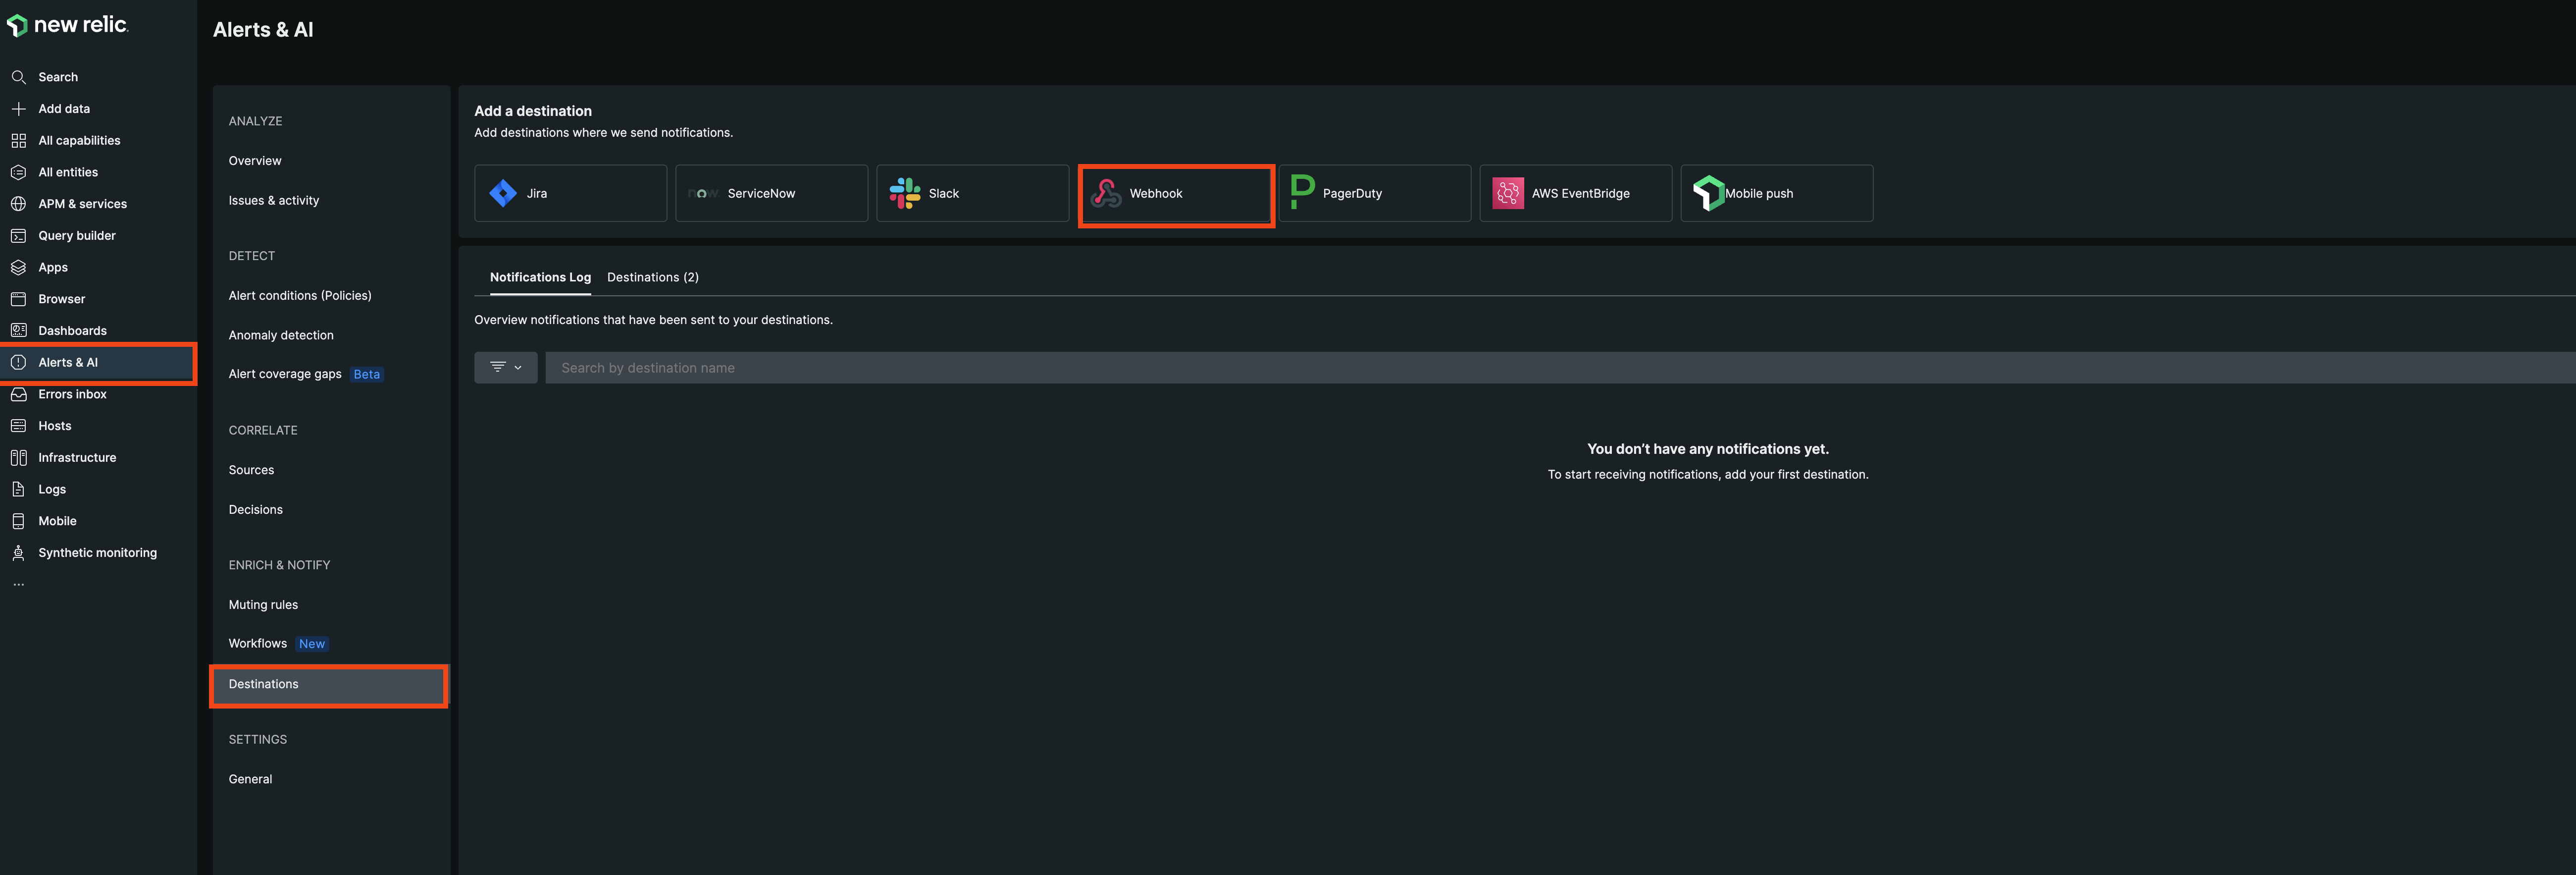 new relic.
Alerts & AI
Search
Add data
All capabilities
All entities
APM & services
Query builder
Apps
Browser
Dashboards
Alerts & AI
Errors inbox
Hosts
Infrastructure
Logs
Mobile
Synthetic monitoring
...
ANALYZE
Overview
Issues & activity
DETECT
Alert conditions (Policies)
Anomaly detection
Alert coverage gaps Beta
CORRELATE
Sources
Decisions
ENRICH & NOTIFY
Muting rules
Workflows New
Destinations
SETTINGS
General
Add a destination
Add destinations where we send notifications.
Jira
now ServiceNow
Slack
Webhook
PagerDuty
AWS EventBridge
Mobile push
Notifications Log Destinations (2)
Overview notifications that have been sent to your destinations.
Search by destination name
You don’t have any notifications yet.
To start receiving notifications, add your first destination.